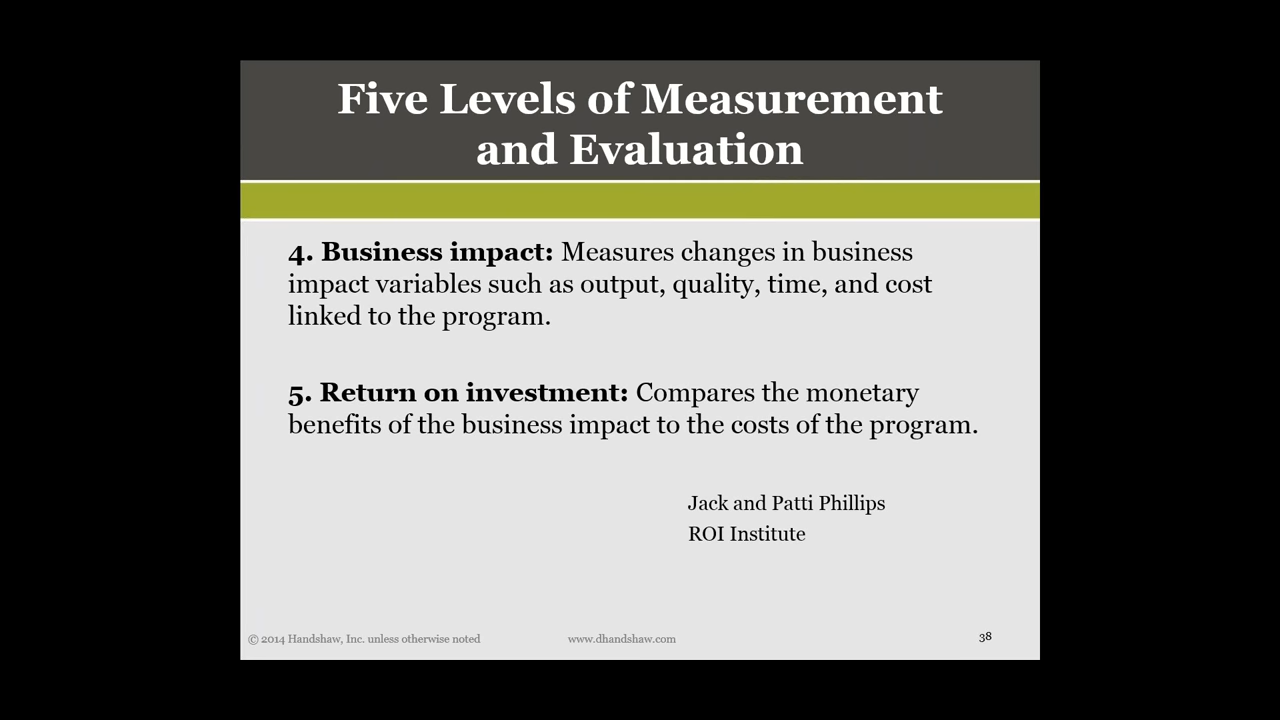 Five Levels of Measurement
and Evaluation
4. Business impact: Measures changes in business
impact variables such as output, quality, time, and cost
linked to the program.
5. Return on investment: Compares the monetary
benefits of the business impact to the costs of the program.
Jack and Patti Phillips
ROI Institute
© 2014 Handshaw, Inc. unless otherwise noted
www.dhandshaw.com
38